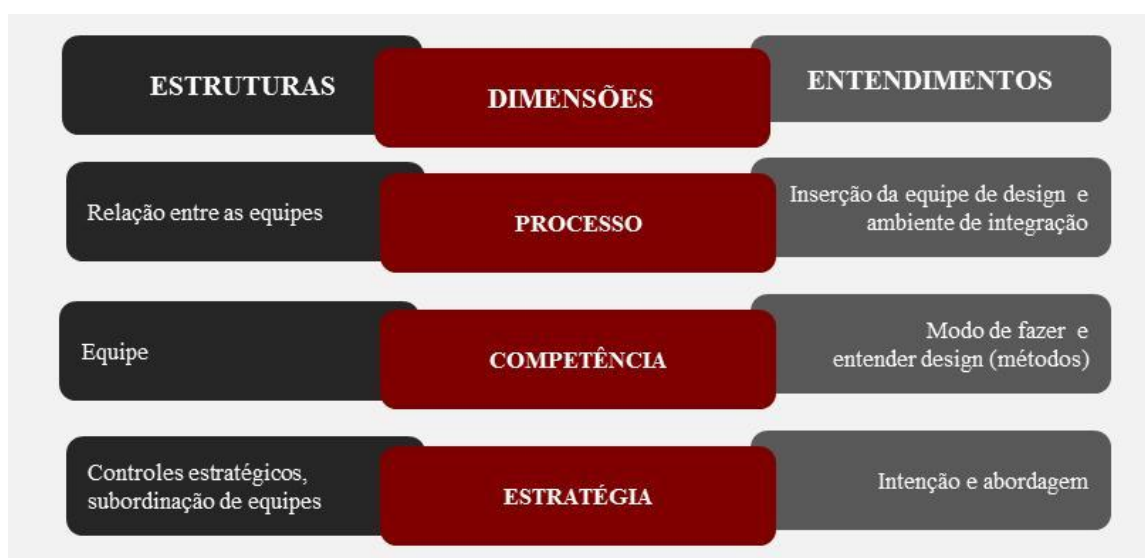 ESTRUTURAS
DIMENSÕES
ENTENDIMENTOS
Relação entre as equipes
PROCESSO
Inserção da equipe de design e
ambiente de integração
Equipe
COMPETÊNCIA
Modo de fazer e
entender design (métodos)
Controles estratégicos,
subordinação de equipes
ESTRATÉGIA
Intenção e abordagem